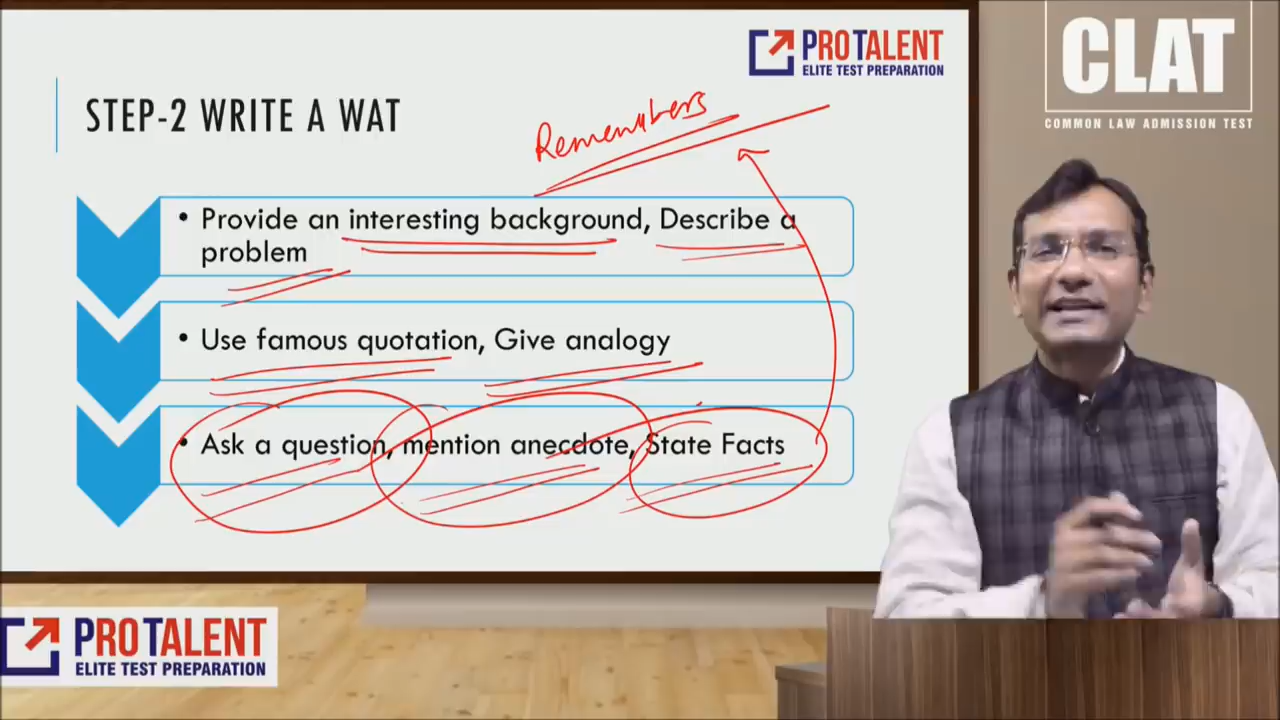 PROTALENT
ELITE TEST PREPARATION
CLAT
COMMON LAW ADMISSION TEST
STEP-2 WRITE A WAT
Remembers
• Provide an interesting background, Describe a
problem
• Use famous quotation, Give analogy
• Ask a question, mention anecdote, State Facts
PROTALENT
ELITE TEST PREPARATION